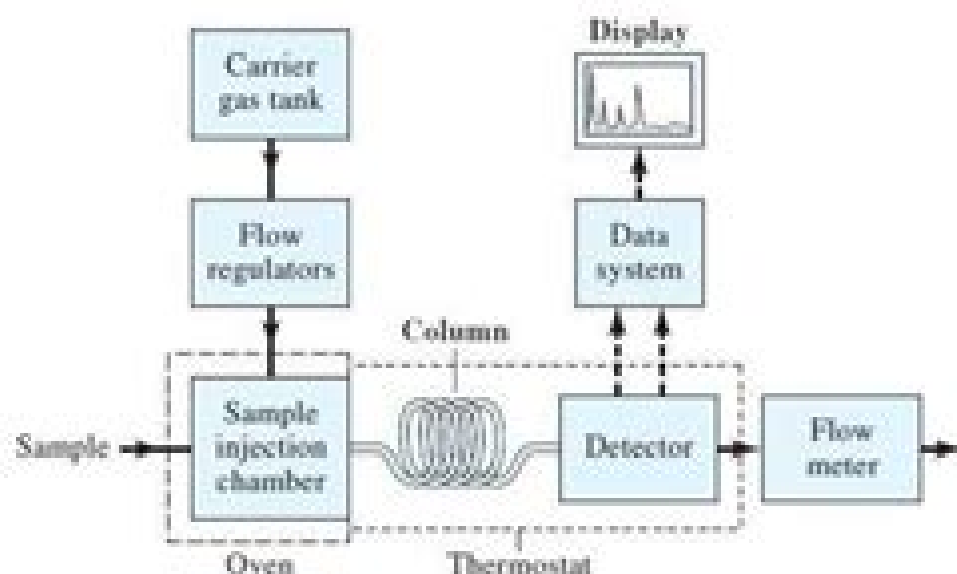 Display
Carrier
gas tank
Flow
regulators
Data
system
Column
Sample
Sample
injection
chamber
Detector
Flow
meter
Oven
Thermostat